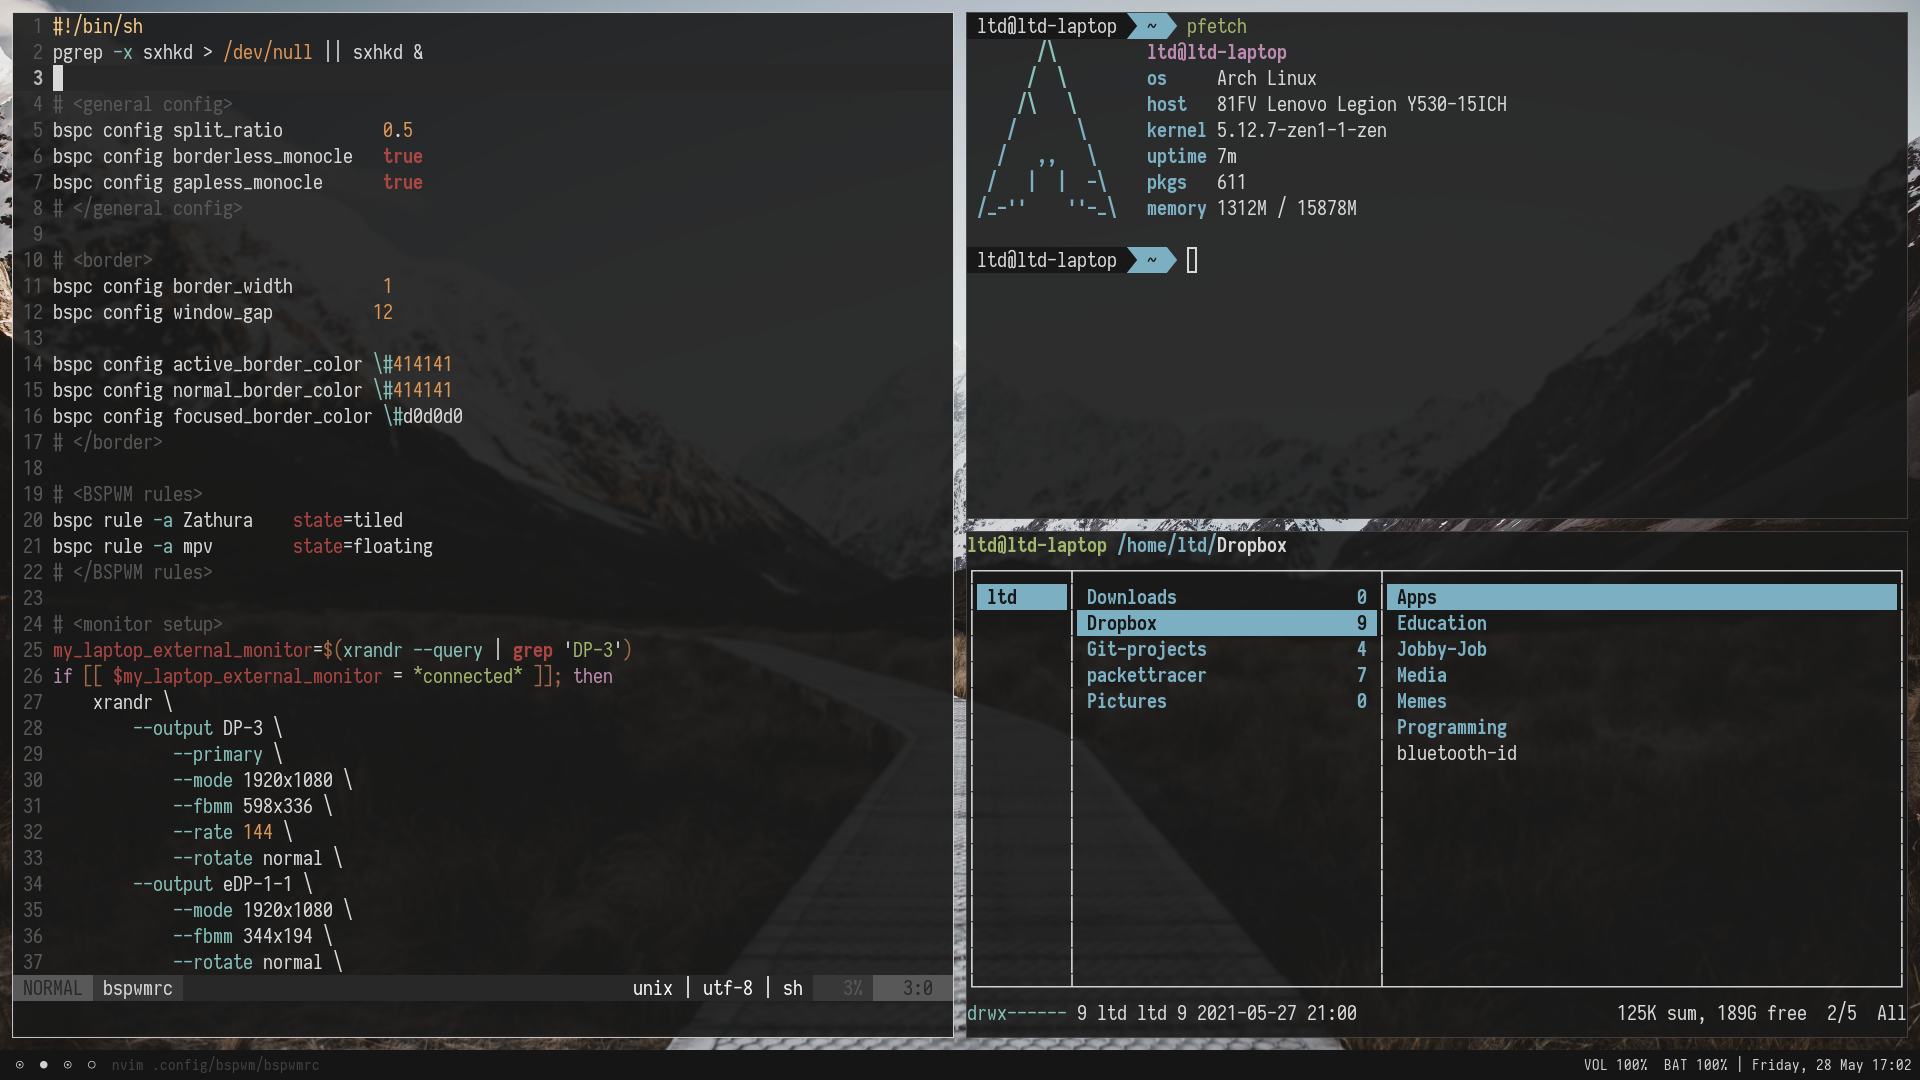 1 #!/bin/sh
2 pgrep -x sxhkd > /dev/null || sxhkd &
3
4 # <general config>
5 bspc config split_ratio          0.5
6 bspc config borderless_monocle   true
7 bspc config gapless_monocle      true
8 # </general config>
9
10 # <border>
11 bspc config border_width         1
12 bspc config window_gap          12
13
14 bspc config active_border_color \#414141
15 bspc config normal_border_color \#414141
16 bspc config focused_border_color \#d0d0d0
17 # </border>
18
19 # <BSPWM rules>
20 bspc rule -a Zathura    state=tiled
21 bspc rule -a mpv        state=floating
22 # </BSPWM rules>
23
24 # <monitor setup>
25 my_laptop_external_monitor=$(xrandr --query | grep 'DP-3')
26 if [[ $my_laptop_external_monitor = *connected* ]]; then
27     xrandr \
28         --output DP-3 \
29             --primary \
30             --mode 1920x1080 \
31             --fbmm 598x336 \
32             --rate 144 \
33             --rotate normal \
34         --output eDP-1-1 \
35             --mode 1920x1080 \
36             --fbmm 344x194 \
37             --rotate normal \
NORMAL bspwmrc unix | utf-8 | sh 3% 3:0
ltd@ltd-laptop ~ pfetch
ltd@ltd-laptop
os     Arch Linux
host   81FV Lenovo Legion Y530-15ICH
kernel 5.12.7-zen1-1-zen
uptime 7m
pkgs   611
memory 1312M / 15878M
ltd@ltd-laptop ~
ltd@ltd-laptop /home/ltd/Dropbox
ltd Downloads 0 Apps
Dropbox 9 Education
Git-projects 4 Jobby-Job
packettracer 7 Media
Pictures 0 Memes
Programming
bluetooth-id
drwx------ 9 ltd ltd 9 2021-05-27 21:00 125K sum, 189G free 2/5 All
nvim .config/bspwm/bspwmrc VOL 100% BAT 100% | Friday, 28 May 17:02